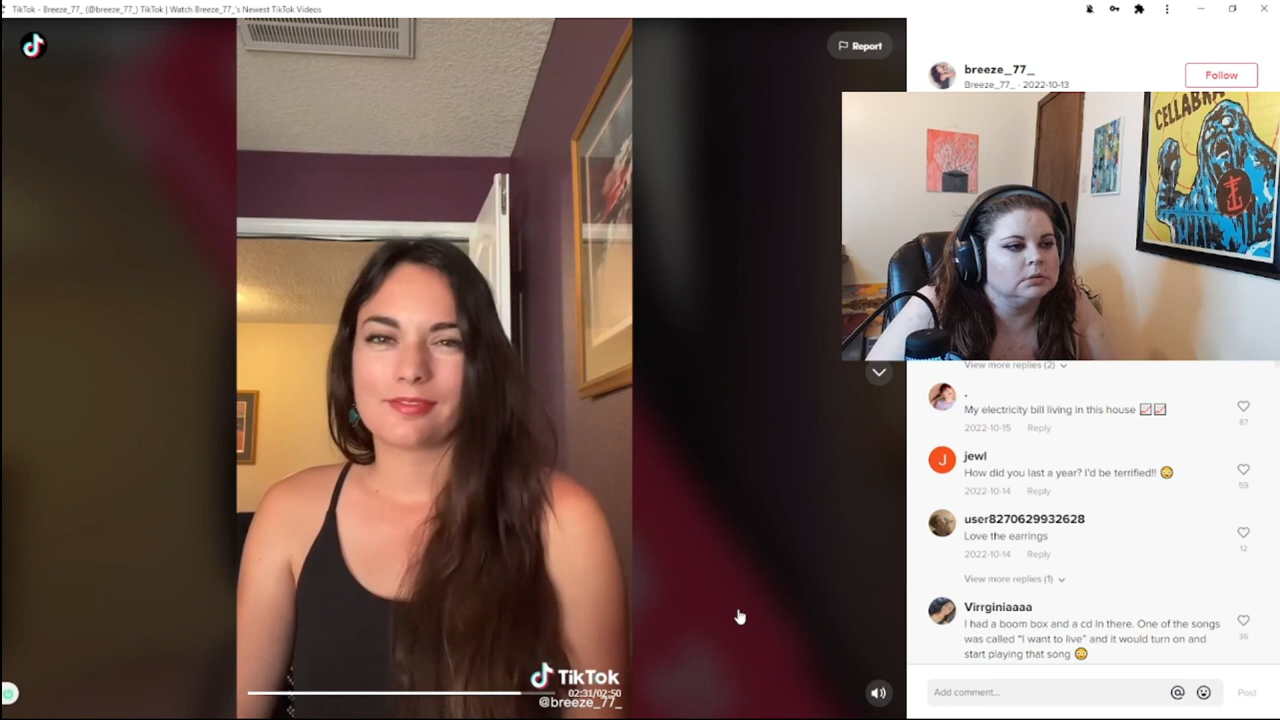 TikTok - Breeze_77_ (@breeze_77_) TikTok | Watch Breeze_77_'s Newest TikTok Videos
Report
breeze_77_
Breeze_77_ · 2022-10-13
Follow
CELLABRA
View more replies (2)
.
My electricity bill living in this house 📈📈
87
2022-10-15 Reply
J
jewl
How did you last a year? I'd be terrified!! 😳
59
2022-10-14 Reply
user8270629932628
Love the earrings
12
2022-10-14 Reply
View more replies (1)
Virrginiaaaa
I had a boom box and a cd In there. One of the songs
was called "I want to live" and it would turn on and
start playing that song 😳
36
TikTok
02:31/02:50
@breeze_77_
Add comment...
Post